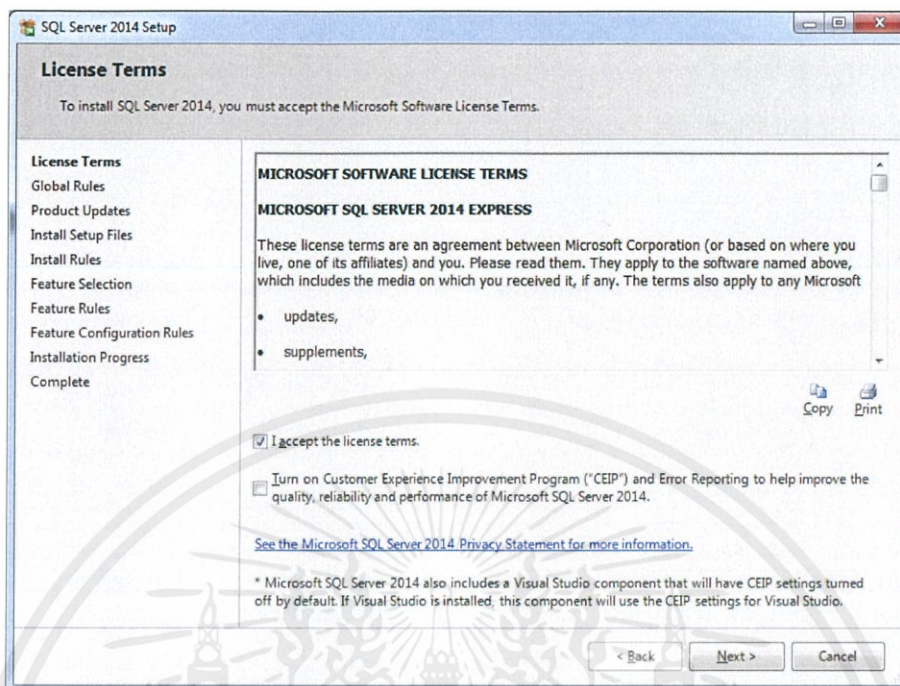 SQL Server 2014 Setup
License Terms
To install SQL Server 2014, you must accept the Microsoft Software License Terms.
License Terms
Global Rules
Product Updates
Install Setup Files
Install Rules
Feature Selection
Feature Rules
Feature Configuration Rules
Installation Progress
Complete
MICROSOFT SOFTWARE LICENSE TERMS
MICROSOFT SQL SERVER 2014 EXPRESS
These license terms are an agreement between Microsoft Corporation (or based on where you
live, one of its affiliates) and you. Please read them. They apply to the software named above,
which includes the media on which you received it, if any. The terms also apply to any Microsoft
• updates,
• supplements,
Copy Print
I accept the license terms.
Turn on Customer Experience Improvement Program ("CEIP") and Error Reporting to help improve the
quality, reliability and performance of Microsoft SQL Server 2014.
See the Microsoft SQL Server 2014 Privacy Statement for more information.
* Microsoft SQL Server 2014 also includes a Visual Studio component that will have CEIP settings turned
off by default. If Visual Studio is installed, this component will use the CEIP settings for Visual Studio.
< Back Next > Cancel